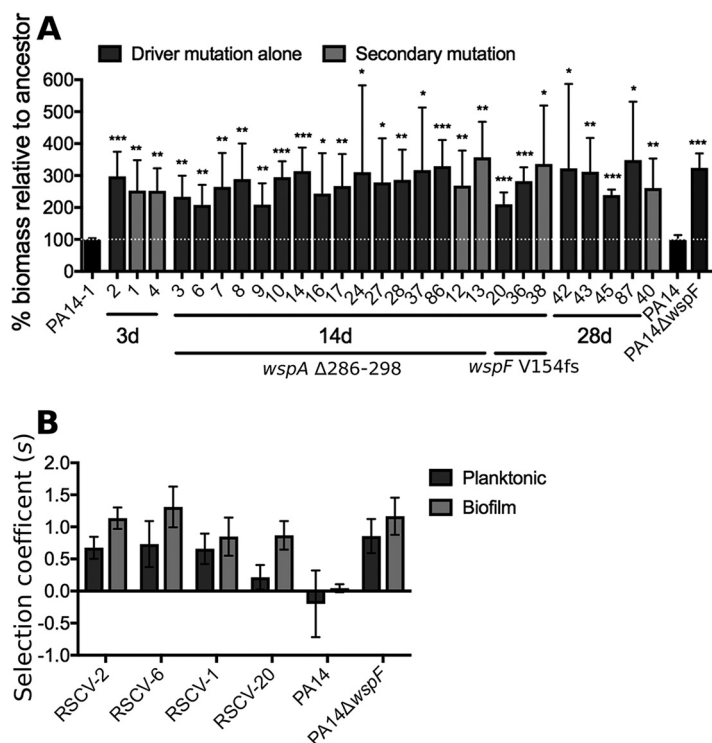 A
Driver mutation alone
Secondary mutation
% biomass relative to ancestor
600
500
400
300
200
100
0
*** ** ** ** ** ** ** ** ** *** * ** * * ** * *** ** ** *** *** * * ** *** * ** ***
PA14-1 2 1 4 3 6 7 8 9 10 14 16 17 24 27 28 37 86 12 13 20 36 38 42 43 45 87 40 PA14 PA14ΔwspF
3d 14d 28d
wspA Δ286-298 wspF V154fs
B
Selection coefficent (s)
2.0
1.5
1.0
0.5
0.0
-0.5
-1.0
Planktonic
Biofilm
RSCV-2 RSCV-6 RSCV-1 RSCV-20 PA14 PA14ΔwspF